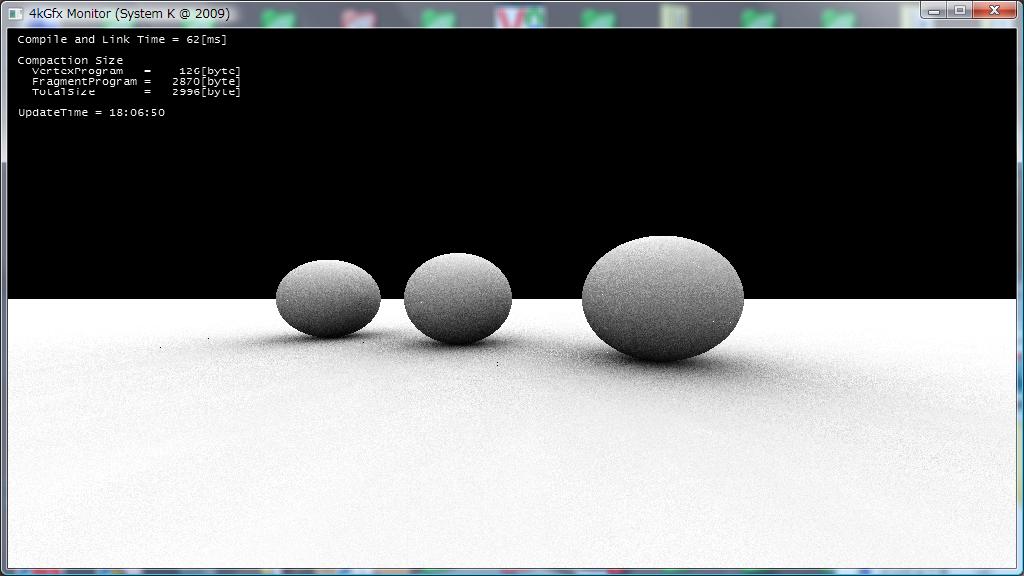 4kGfx Monitor (System K @ 2009)
Compile and Link Time = 62[ms]
Compaction Size
VertexProgram = 126[byte]
FragmentProgram = 2870[byte]
TotalSize = 2996[byte]
UpdateTime = 18:06:50